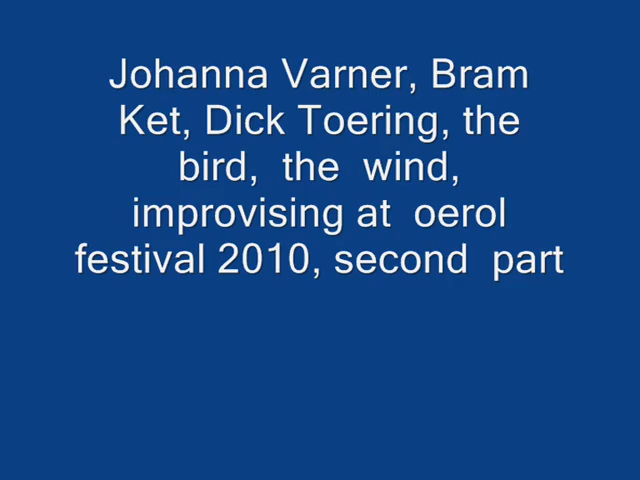 Johanna Varner, Bram
Ket, Dick Toering, the
bird,  the  wind,
improvising at  oerol
festival 2010, second  part